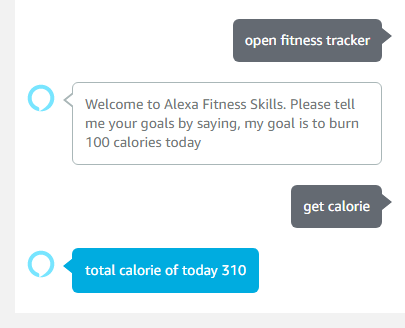 open fitness tracker
Welcome to Alexa Fitness Skills. Please tell
me your goals by saying, my goal is to burn
100 calories today
get calorie
total calorie of today 310